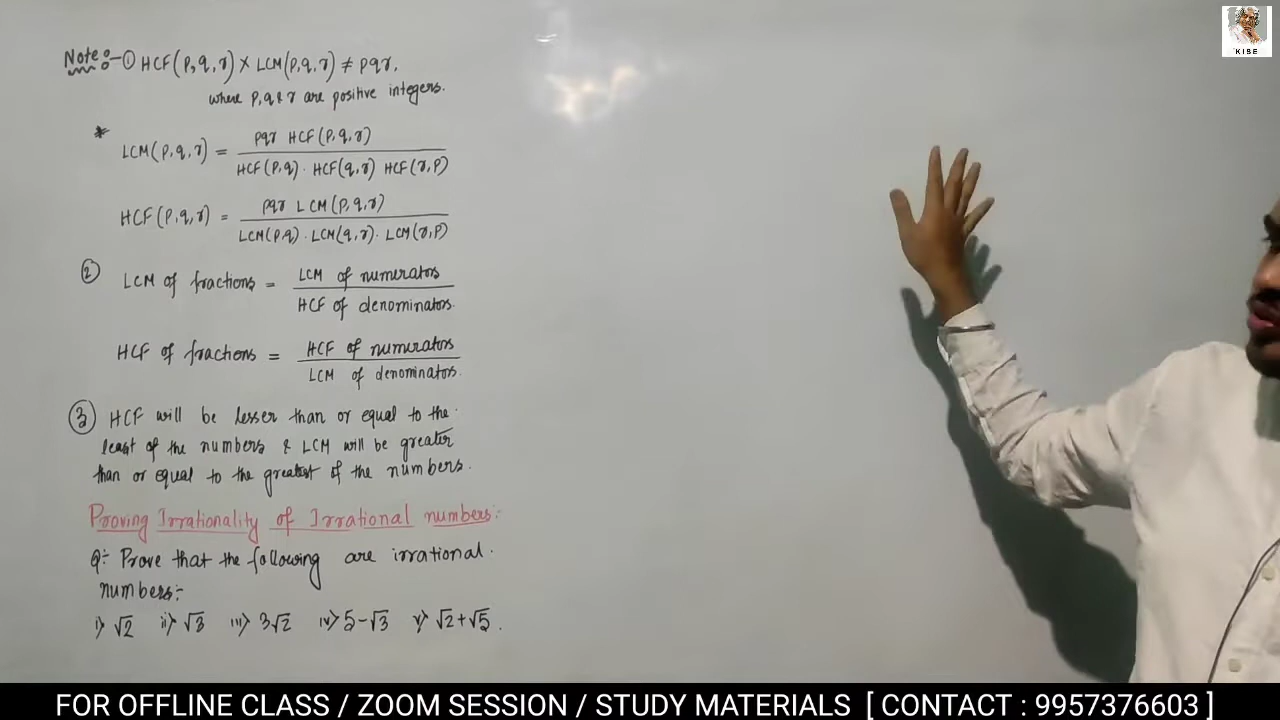 Note:- ① HCF(p,q,r) × LCM(p,q,r) ≠ pqr,
where p,q & r are positive integers.
* LCM(p,q,r) = pqr HCF(p,q,r) / HCF(p,q) . HCF(q,r) HCF(r,p)
HCF(p,q,r) = pqr LCM(p,q,r) / LCM(p,q) . LCM(q,r) . LCM(r,p)
② LCM of fractions = LCM of numerators / HCF of denominators.
HCF of fractions = HCF of numerators / LCM of denominators.
③ HCF will be lesser than or equal to the
least of the numbers & LCM will be greater
than or equal to the greatest of the numbers.
Proving Irrationality of Irrational numbers:-
Q:- Prove that the following are irrational
numbers:-
i) √2 ii) √3 iii) 3√2 iv) 5-√3 v) √2+√5.
KISE
FOR OFFLINE CLASS / ZOOM SESSION / STUDY MATERIALS [ CONTACT : 9957376603 ]